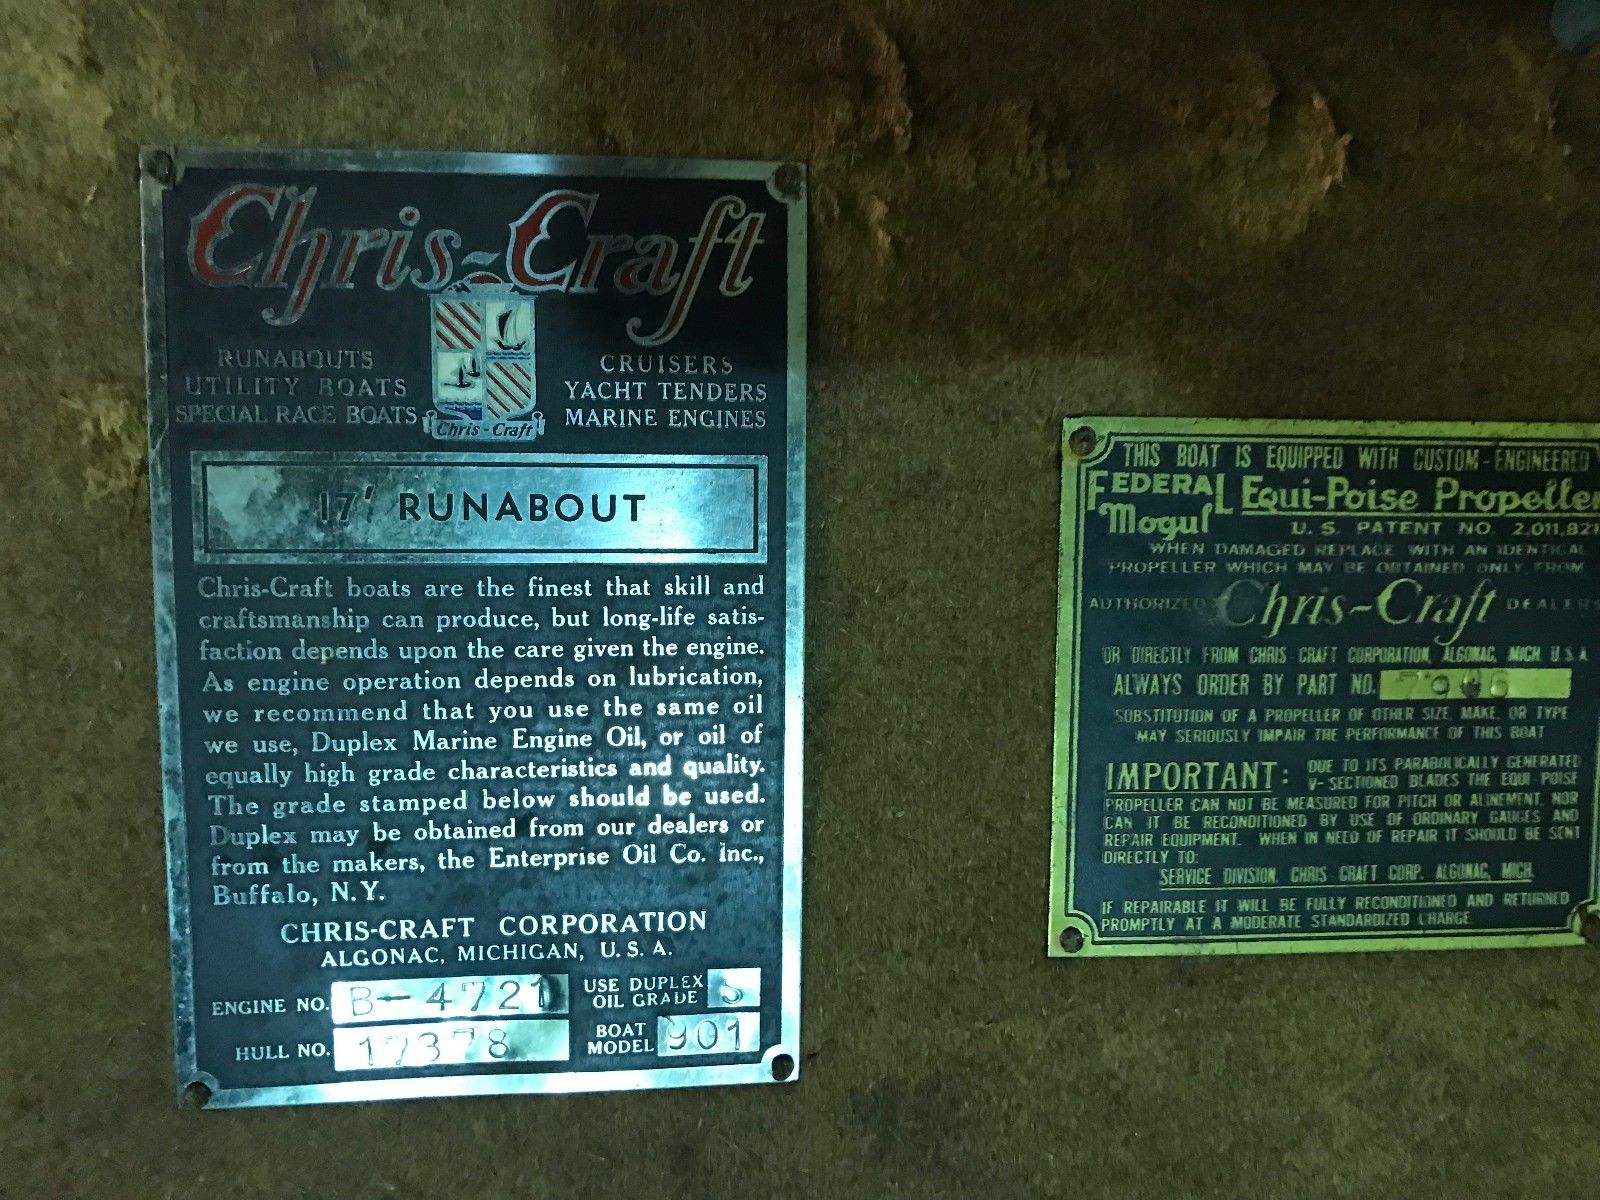 Chris-Craft
RUNABOUTS
UTILITY BOATS
SPECIAL RACE BOATS
CRUISERS
YACHT TENDERS
MARINE ENGINES
Chris-Craft
17' RUNABOUT
Chris-Craft boats are the finest that skill and
craftsmanship can produce, but long-life satis-
faction depends upon the care given the engine.
As engine operation depends on lubrication,
we recommend that you use the same oil
we use, Duplex Marine Engine Oil, or oil of
equally high grade characteristics and quality.
The grade stamped below should be used.
Duplex may be obtained from our dealers or
from the makers, the Enterprise Oil Co. Inc.,
Buffalo, N.Y.
CHRIS-CRAFT CORPORATION
ALGONAC, MICHIGAN, U.S.A.
ENGINE NO. B-4721
USE DUPLEX
OIL GRADE
HULL NO. 17378
BOAT
MODEL 901
THIS BOAT IS EQUIPPED WITH CUSTOM-ENGINEERED
FEDERAL
Mogul
Equi-Poise Propeller
U.S. PATENT NO. 2,011,821
WHEN DAMAGED REPLACE WITH AN IDENTICAL
PROPELLER WHICH MAY BE OBTAINED ONLY FROM
AUTHORIZED Chris-Craft DEALERS
OR DIRECTLY FROM CHRIS CRAFT CORPORATION, ALGONAC, MICH. U.S.A.
ALWAYS ORDER BY PART NO.
SUBSTITUTION OF A PROPELLER OF OTHER SIZE, MAKE, OR TYPE
MAY SERIOUSLY IMPAIR THE PERFORMANCE OF THIS BOAT
IMPORTANT: DUE TO ITS PARABOLICALLY GENERATED
V-SECTIONED BLADES THE EQUI-POISE
PROPELLER CAN NOT BE MEASURED FOR PITCH OR ALINEMENT, NOR
CAN IT BE RECONDITIONED BY USE OF ORDINARY GAUGES AND
REPAIR EQUIPMENT. WHEN IN NEED OF REPAIR IT SHOULD BE SENT
DIRECTLY TO:
SERVICE DIVISION, CHRIS CRAFT CORP. ALGONAC, MICH.
IF REPAIRABLE IT WILL BE FULLY RECONDITIONED AND RETURNED
PROMPTLY AT A MODERATE STANDARDIZED CHARGE